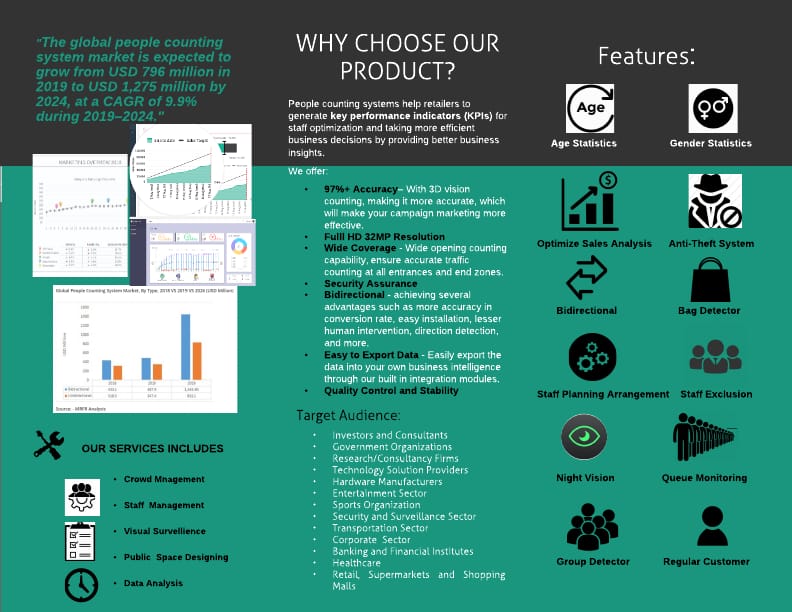 "The global people counting
system market is expected to
grow from USD 796 million in
2019 to USD 1,275 million by
2024, at a CAGR of 9.9%
during 2019–2024."
Global People Counting System Market, By Type, 2018 VS 2019 VS 2024 (USD Million)
Source - MRFR Analysis
OUR SERVICES INCLUDES
• Crowd Mnagement
• Staff Management
• Visual Survellience
• Public Space Designing
• Data Analysis
WHY CHOOSE OUR
PRODUCT?
People counting systems help retailers to
generate key performance indicators (KPIs) for
staff optimization and taking more efficient
business decisions by providing better business
insights.
We offer:
• 97%+ Accuracy– With 3D vision
counting, making it more accurate, which
will make your campaign marketing more
effective.
• Fulll HD 32MP Resolution
• Wide Coverage - Wide opening counting
capability, ensure accurate traffic
counting at all entrances and end zones.
• Security Assurance
• Bidirectional - achieving several
advantages such as more accuracy in
conversion rate, easy installation, lesser
human intervention, direction detection,
and more.
• Easy to Export Data - Easily export the
data into your own business intelligence
through our built in integration modules.
• Quality Control and Stability
Target Audience:
• Investors and Consultants
• Government Organizations
• Research/Consultancy Firms
• Technology Solution Providers
• Hardware Manufacturers
• Entertainment Sector
• Sports Organization
• Security and Surveillance Sector
• Transportation Sector
• Corporate Sector
• Banking and Financial Institutes
• Healthcare
• Retail, Supermarkets and Shopping
Malls
Features:
Age
Age Statistics
Gender Statistics
$
Optimize Sales Analysis
Anti-Theft System
Bidirectional
Bag Detector
Staff Planning Arrangement
Staff Exclusion
Night Vision
Queue Monitoring
Group Detector
Regular Customer